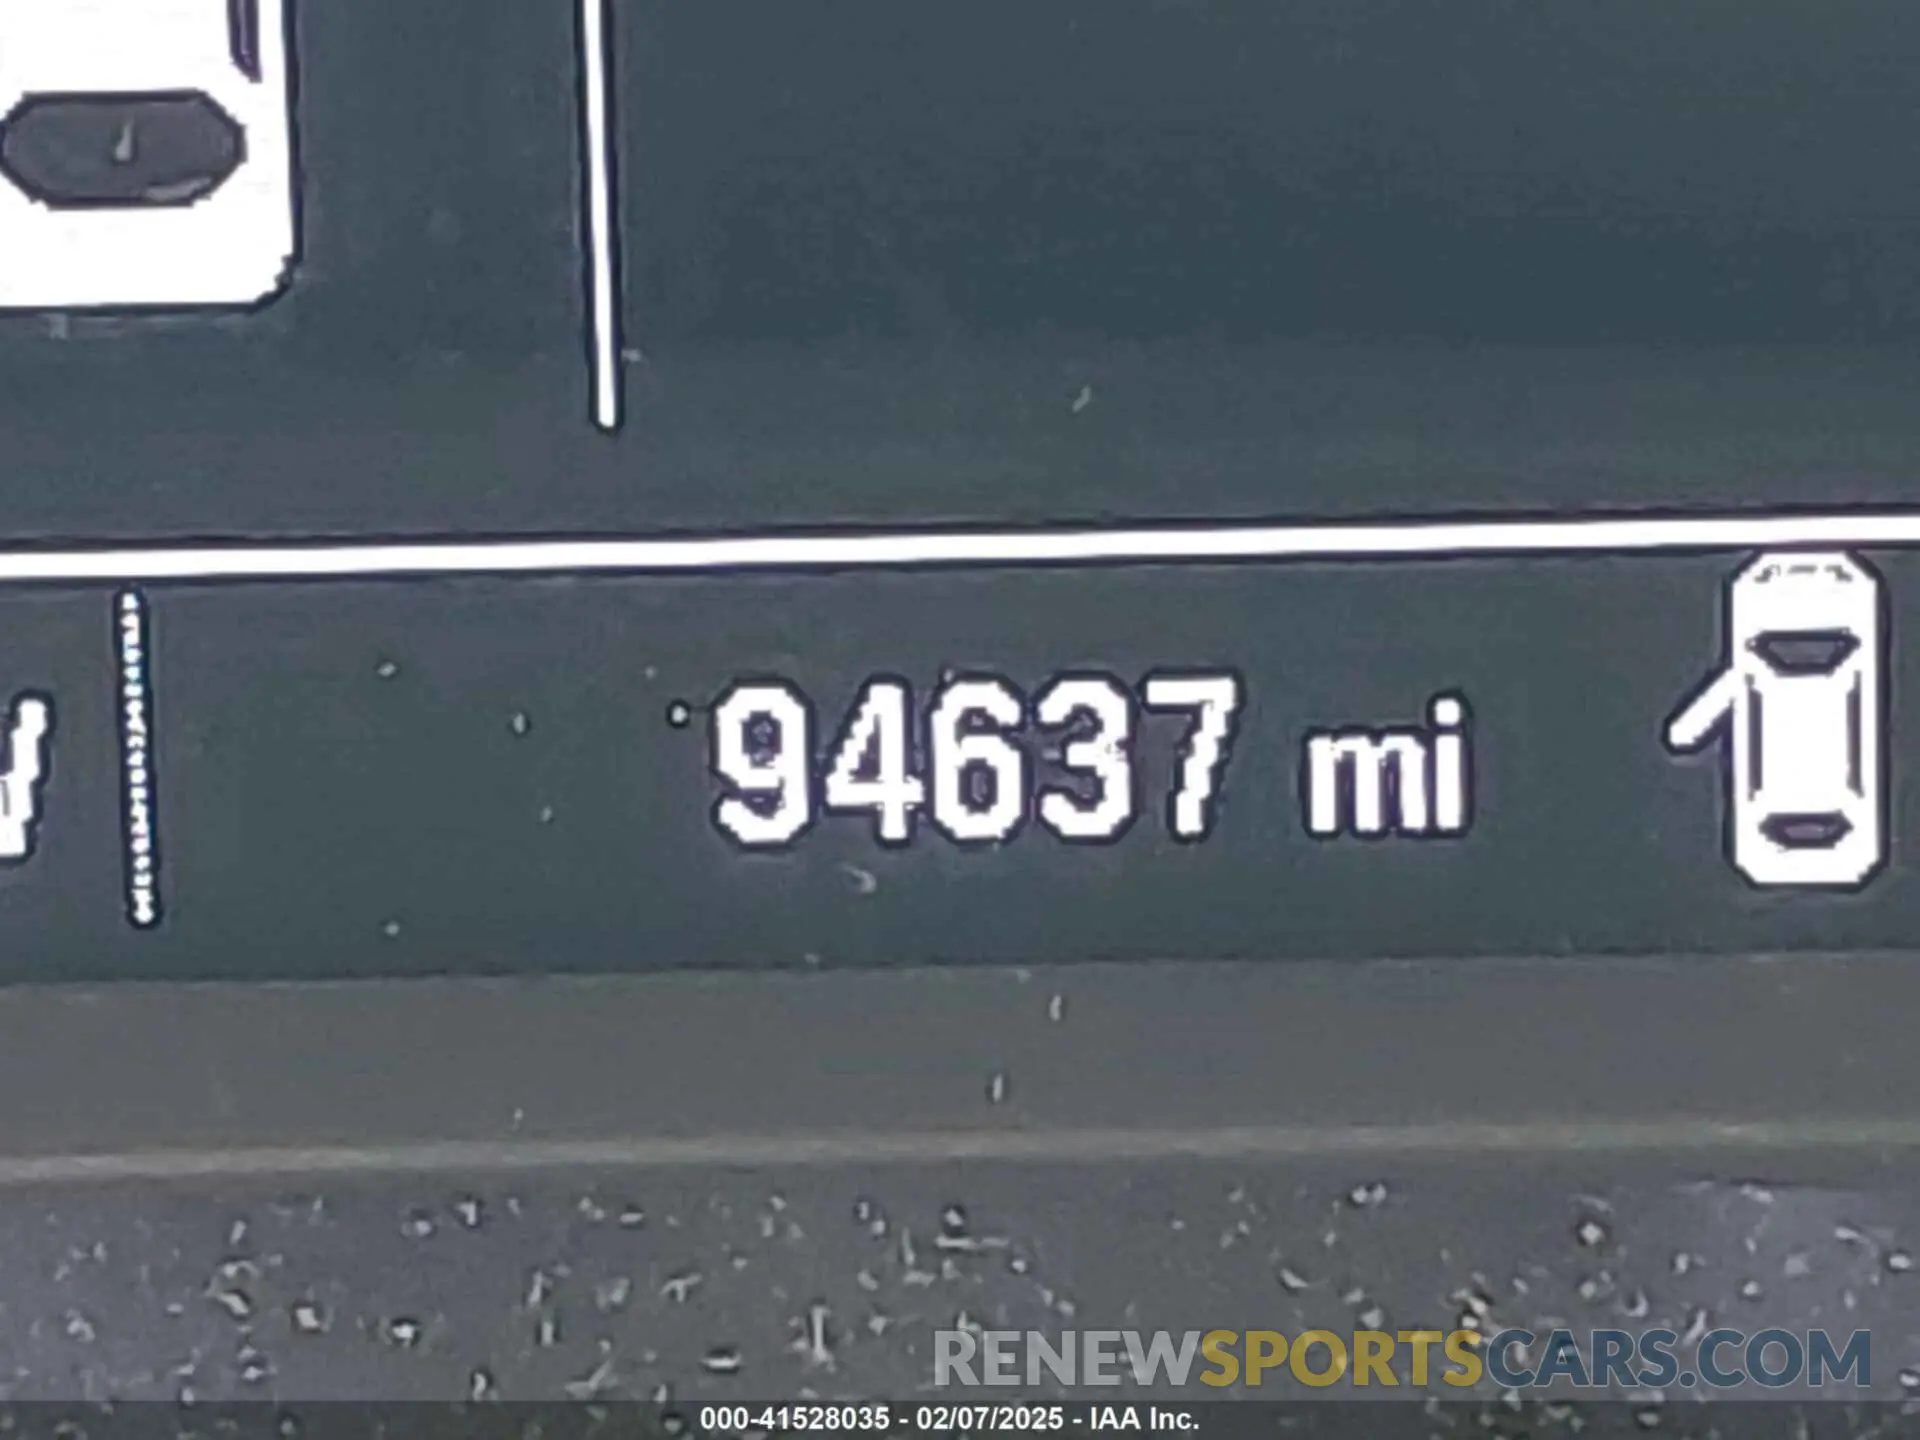 94637 mi
RENEWSPORTSCARS.COM
000-41528035 - 02/07/2025 - IAA Inc.